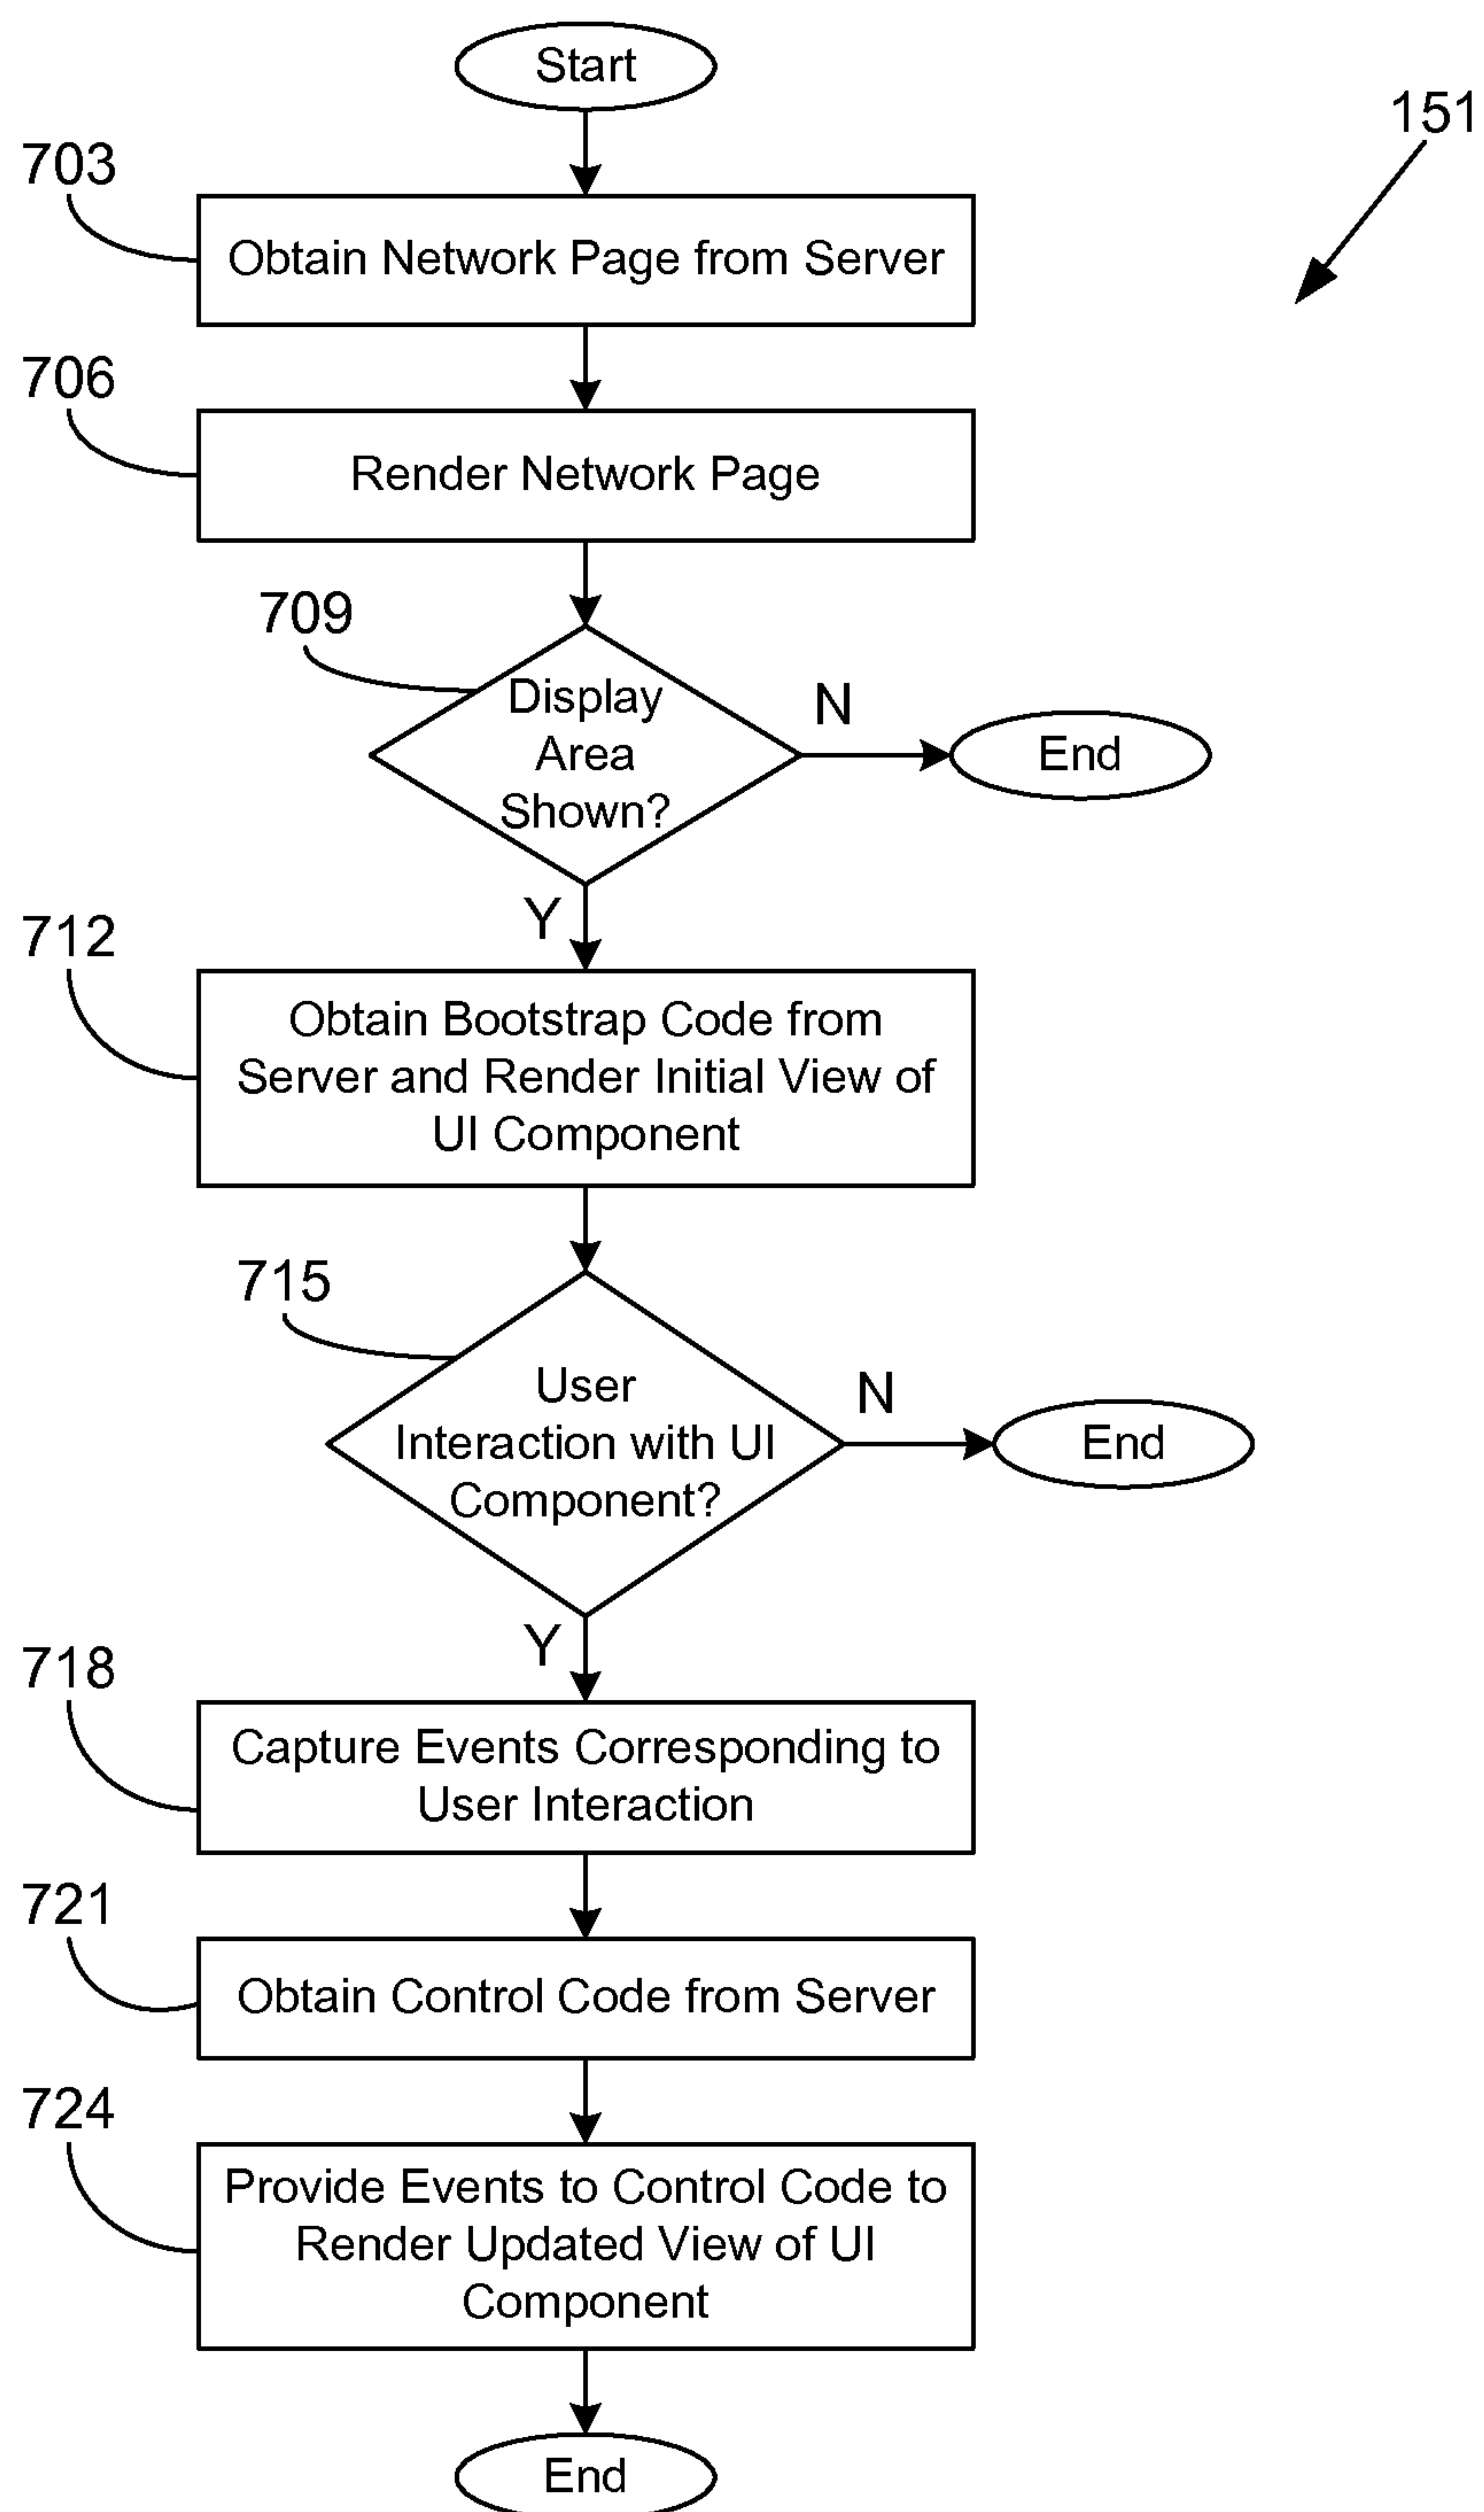 Start
151
703
Obtain Network Page from Server
706
Render Network Page
709
Display
Area
Shown?
N
End
Y
712
Obtain Bootstrap Code from
Server and Render Initial View of
UI Component
715
User
Interaction with UI
Component?
N
End
Y
718
Capture Events Corresponding to
User Interaction
721
Obtain Control Code from Server
724
Provide Events to Control Code to
Render Updated View of UI
Component
End